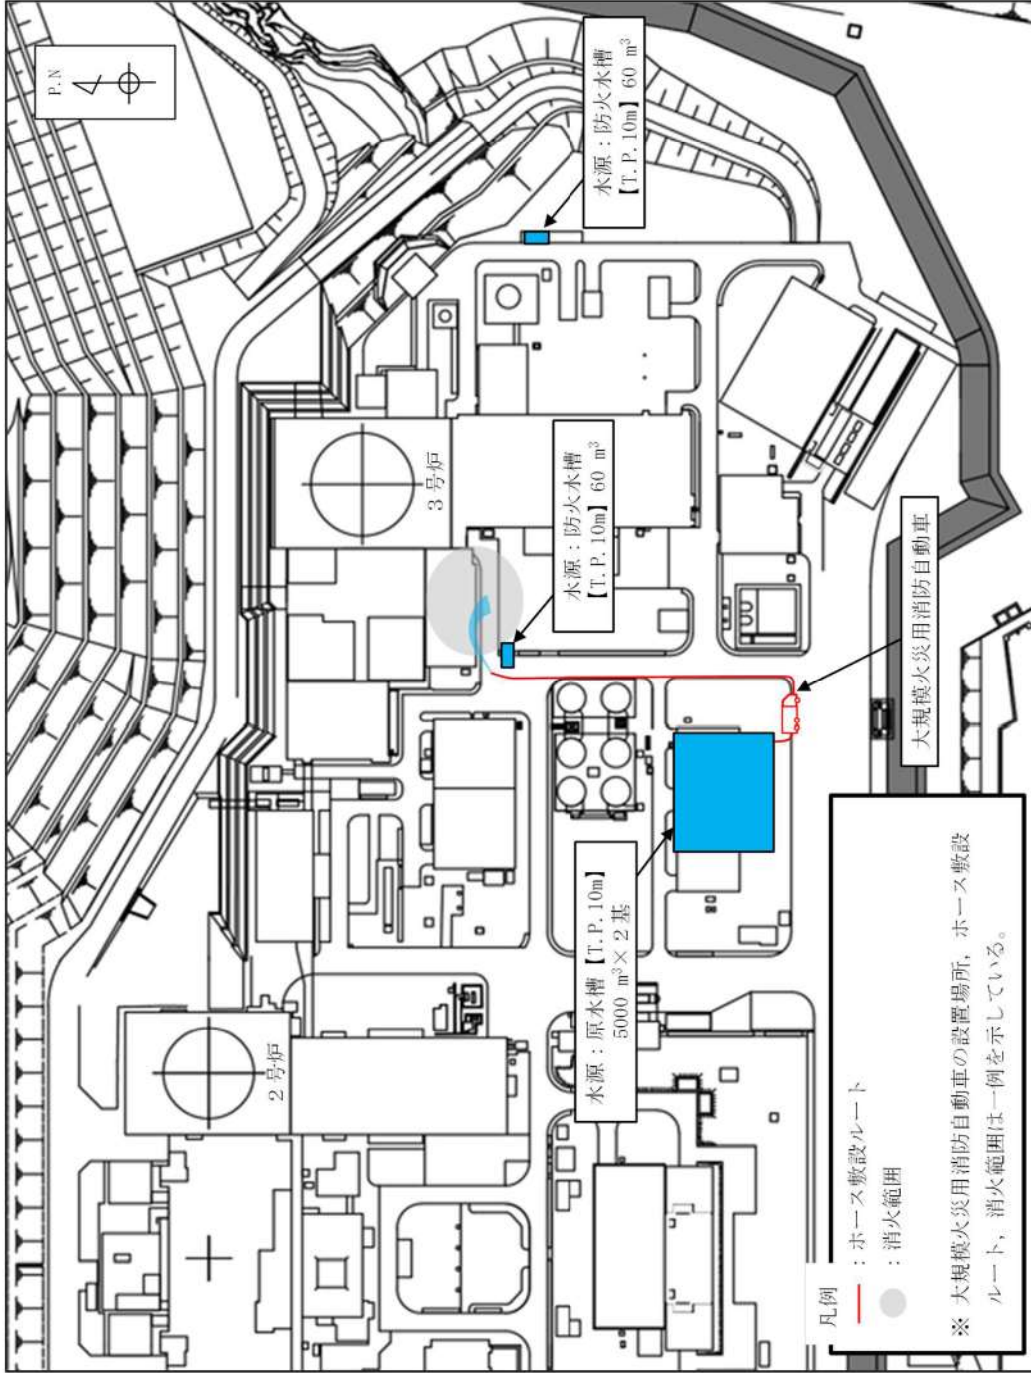 P.N
水源：防火水槽
【T.P.10m】60 m³
3号炉
水源：防火水槽
【T.P.10m】60 m³
2号炉
水源：原水槽【T.P.10m】
5000 m³×2基
大規模火災用消防自動車
凡例
：ホース敷設ルート
：消火範囲
※ 大規模火災用消防自動車の設置場所，ホース敷設
ルート，消火範囲は一例を示している。